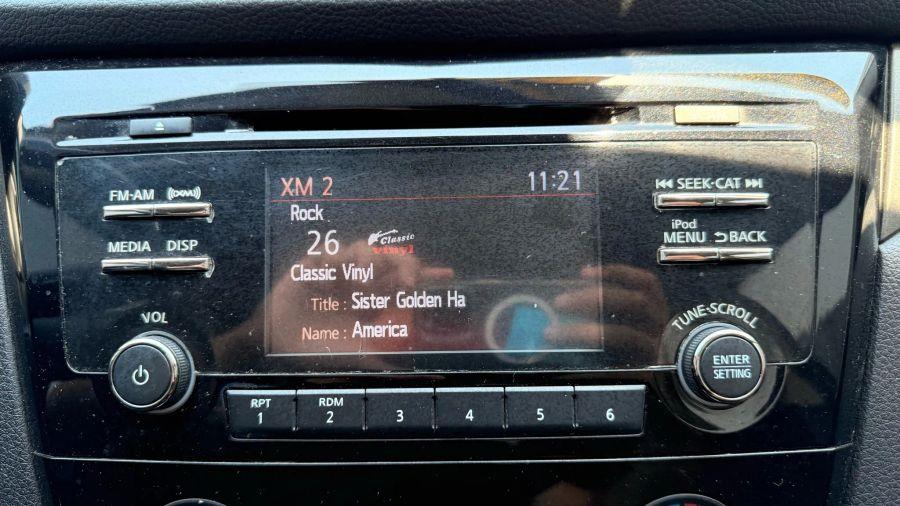 FM·AM (((XM)))
MEDIA DISP
VOL
XM 2 11:21
Rock
26 Classic
vinyl
Classic Vinyl
Title : Sister Golden Ha
Name : America
SEEK·CAT
iPod
MENU BACK
TUNE·SCROLL
ENTER
SETTING
RPT RDM
1 2 3 4 5 6